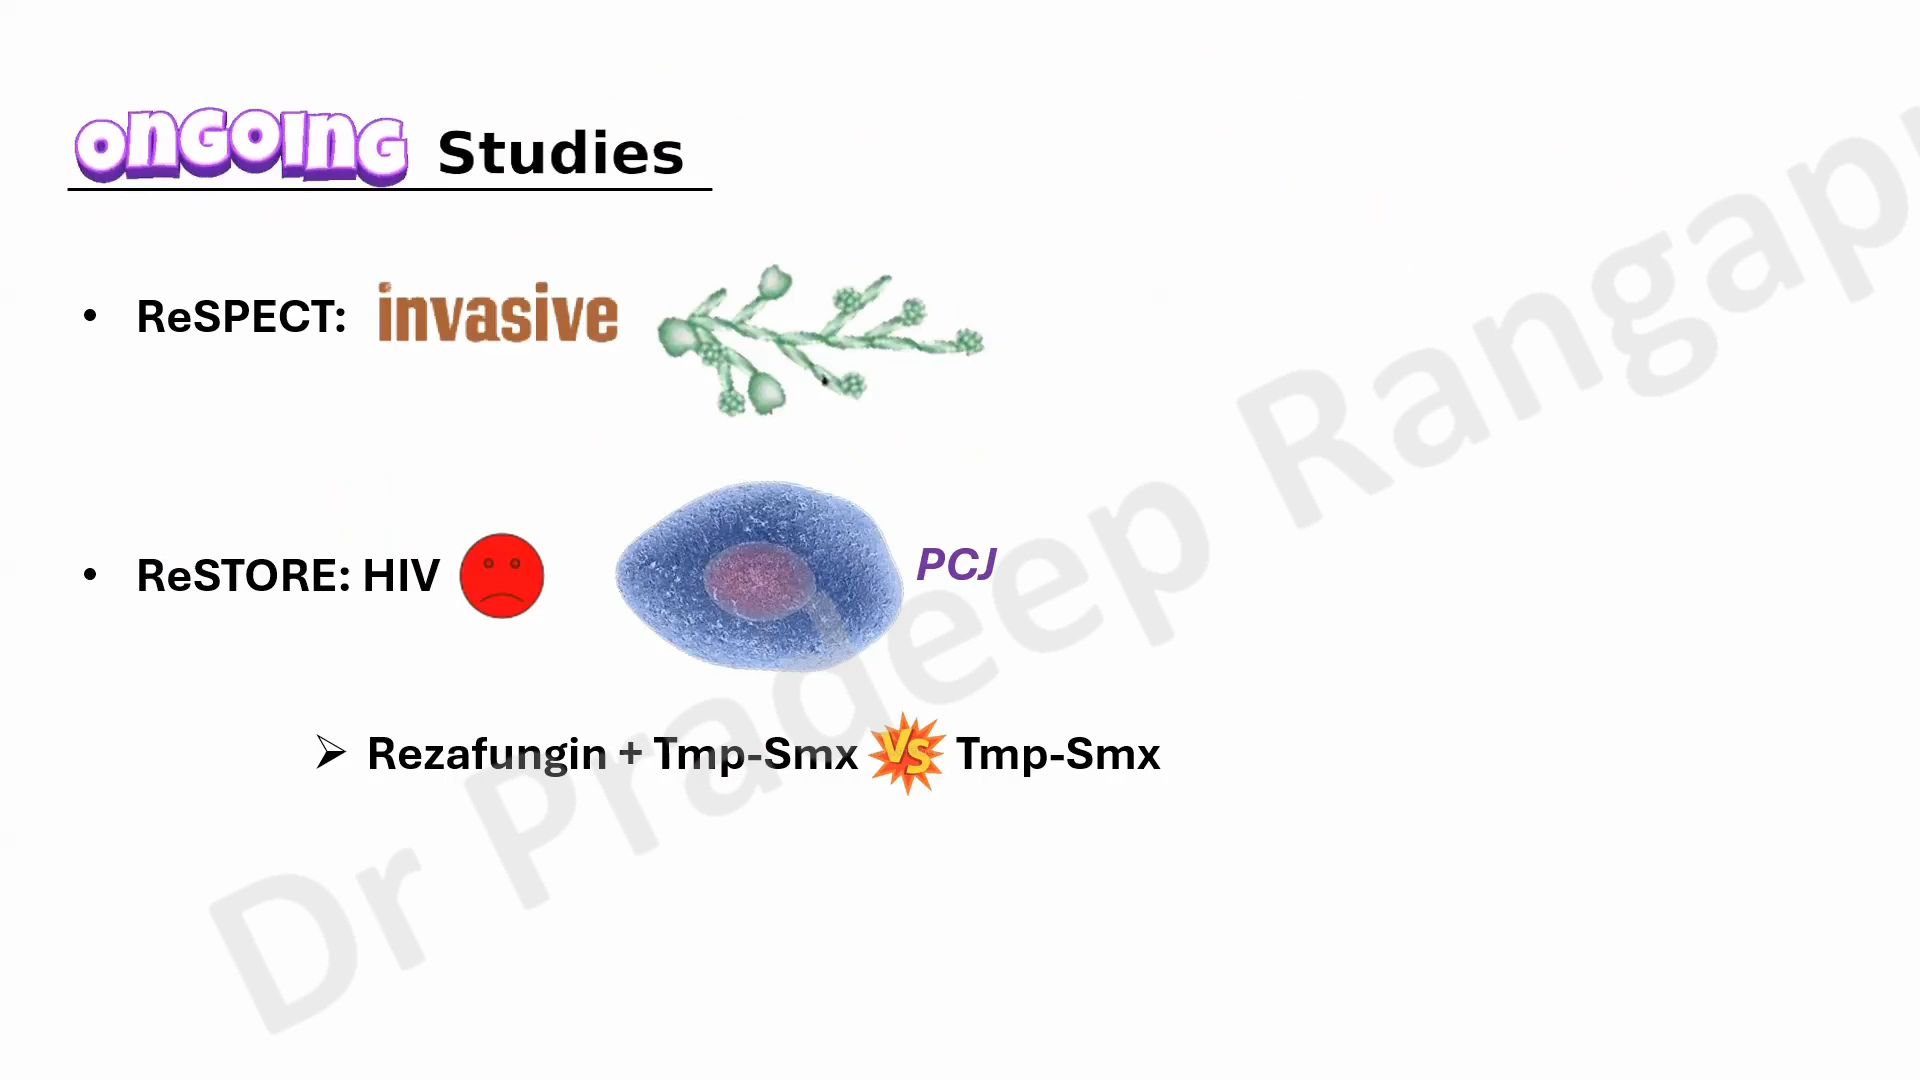 ONGOING Studies
• ReSPECT: invasive
• ReSTORE: HIV PCJ
➢ Rezafungin + Tmp-Smx VS Tmp-Smx
Dr Pradeep Rangap